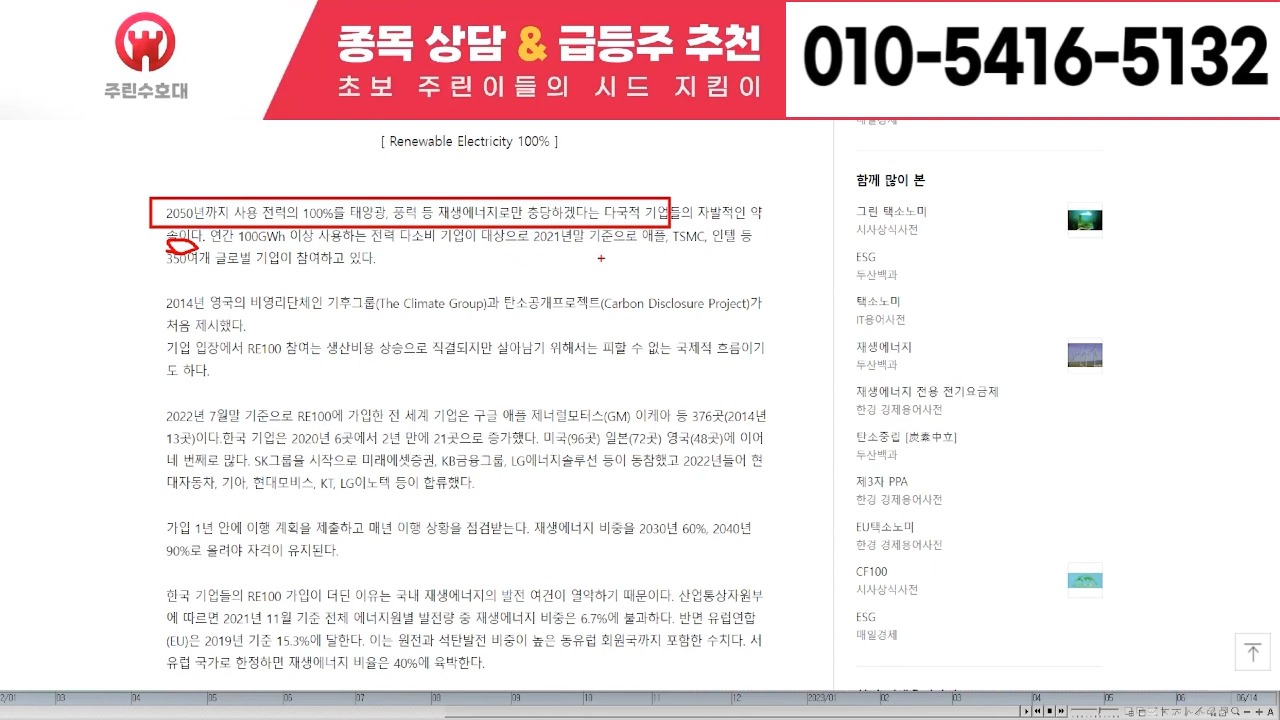 주린수호대
종목 상담 & 급등주 추천
초보 주린이들의 시드 지킴이
010-5416-5132
[ Renewable Electricity 100% ]
2050년까지 사용 전력의 100%를 태양광, 풍력 등 재생에너지로만 충당하겠다는 다국적 기업들의 자발적인 약
속이다. 연간 100GWh 이상 사용하는 전력 다소비 기업이 대상으로 2021년말 기준으로 애플, TSMC, 인텔 등
350여개 글로벌 기업이 참여하고 있다.
2014년 영국의 비영리단체인 기후그룹(The Climate Group)과 탄소공개프로젝트(Carbon Disclosure Project)가
처음 제시했다.
기업 입장에서 RE100 참여는 생산비용 상승으로 직결되지만 살아남기 위해서는 피할 수 없는 국제적 흐름이기
도 하다.
2022년 7월말 기준으로 RE100에 가입한 전 세계 기업은 구글 애플 제너럴모티스(GM) 이케아 등 376곳(2014년
13곳)이다.한국 기업은 2020년 6곳에서 2년 만에 21곳으로 증가했다. 미국(96곳) 일본(72곳) 영국(48곳)에 이어
네 번째로 많다. SK그룹을 시작으로 미래에셋증권, KB금융그룹, LG에너지솔루션 등이 동참했고 2022년들어 현
대자동차, 기아, 현대모비스, KT, LG이노텍 등이 합류했다.
가입 1년 안에 이행 계획을 제출하고 매년 이행 상황을 점검받는다. 재생에너지 비중을 2030년 60%, 2040년
90%로 올려야 자격이 유지된다.
한국 기업들의 RE100 가입이 더딘 이유는 국내 재생에너지의 발전 여건이 열악하기 때문이다. 산업통상자원부
에 따르면 2021년 11월 기준 전체 에너지원별 발전량 중 재생에너지 비중은 6.7%에 불과하다. 반면 유럽연합
(EU)은 2019년 기준 15.3%에 달한다. 이는 원전과 석탄발전 비중이 높은 동유럽 회원국까지 포함한 수치다. 서
유럽 국가로 한정하면 재생에너지 비율은 40%에 육박한다.
매일경제
함께 많이 본
그린 택소노미
시사상식사전
ESG
두산백과
택소노미
IT용어사전
재생에너지
두산백과
재생에너지 전용 전기요금제
한경 경제용어사전
탄소중립 [炭素中立]
두산백과
제3자 PPA
한경 경제용어사전
EU택소노미
한경 경제용어사전
CF100
시사상식사전
ESG
매일경제
2/01 03 04 05 06 07 08 09 10 11 12 2023/01 02 03 04 05 06 06/14